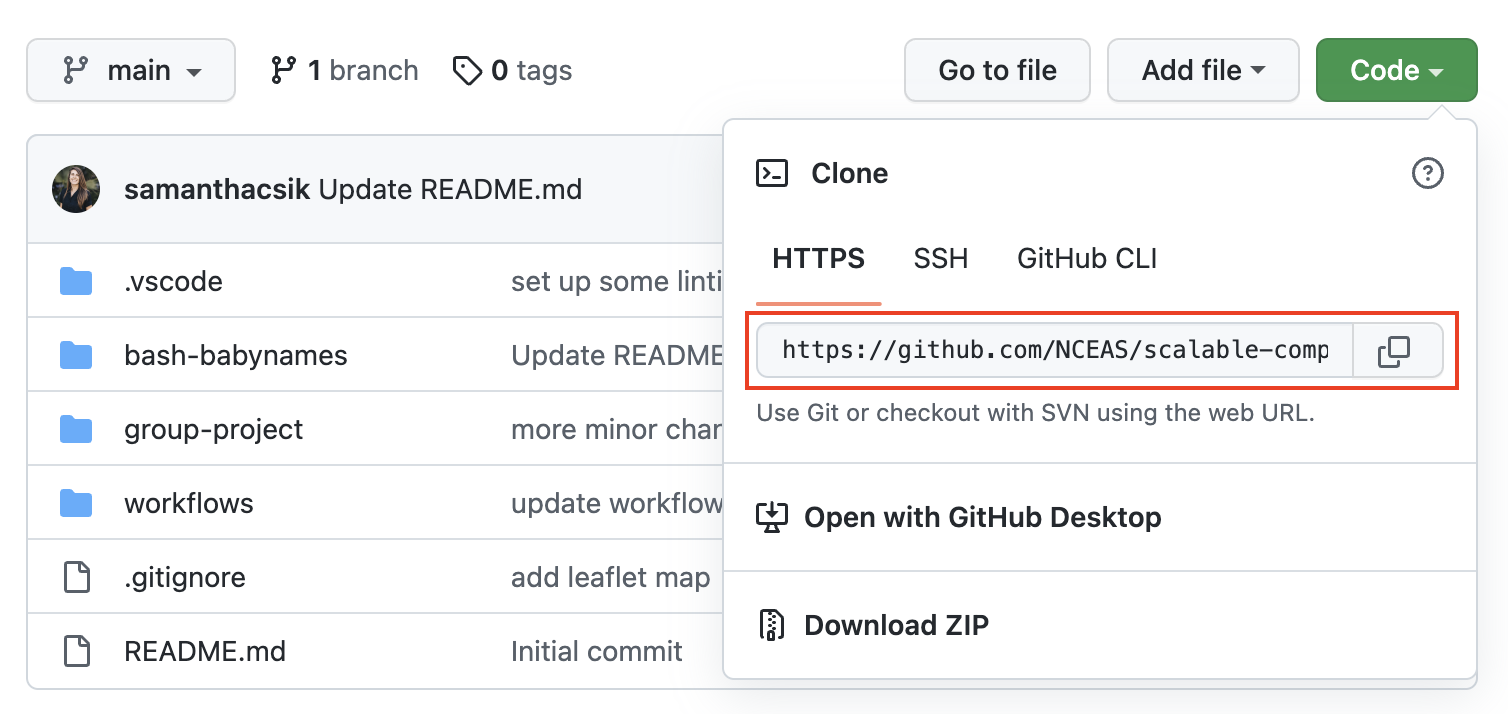 main 1 branch 0 tags Go to file Add file Code
samanthacsik Update README.md
.vscode set up some linti
bash-babynames Update README
group-project more minor char
workflows update workflow
.gitignore add leaflet map
README.md Initial commit
Clone
HTTPS SSH GitHub CLI
https://github.com/NCEAS/scalable-comp
Use Git or checkout with SVN using the web URL.
Open with GitHub Desktop
Download ZIP